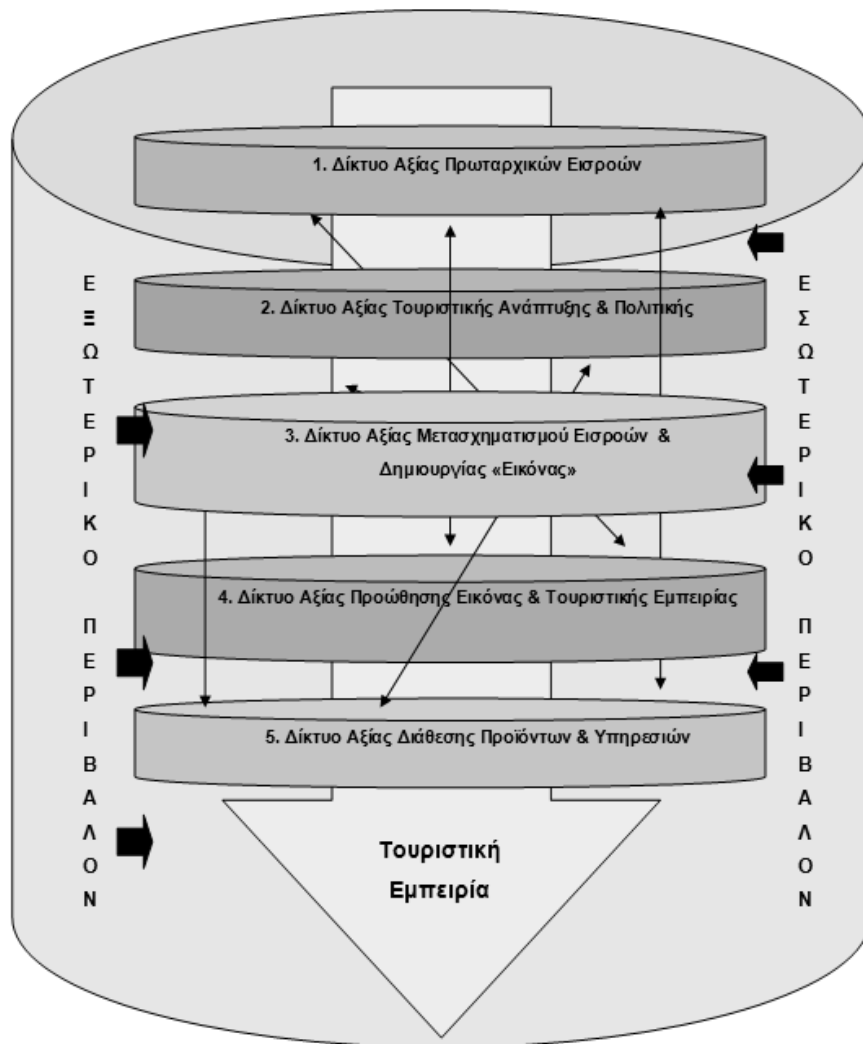 1. Δίκτυο Αξίας Πρωταρχικών Εισροών
2. Δίκτυο Αξίας Τουριστικής Ανάπτυξης & Πολιτικής
3. Δίκτυο Αξίας Μετασχηματισμού Εισροών &
Δημιουργίας «Εικόνας»
4. Δίκτυο Αξίας Προώθησης Εικόνας & Τουριστικής Εμπειρίας
5. Δίκτυο Αξίας Διάθεσης Προϊόντων & Υπηρεσιών
Τουριστική
Εμπειρία
ΕΞΩΤΕΡΙΚΟ ΠΕΡΙΒΑΛΟΝ
ΕΣΩΤΕΡΙΚΟ ΠΕΡΙΒΑΛΟΝ